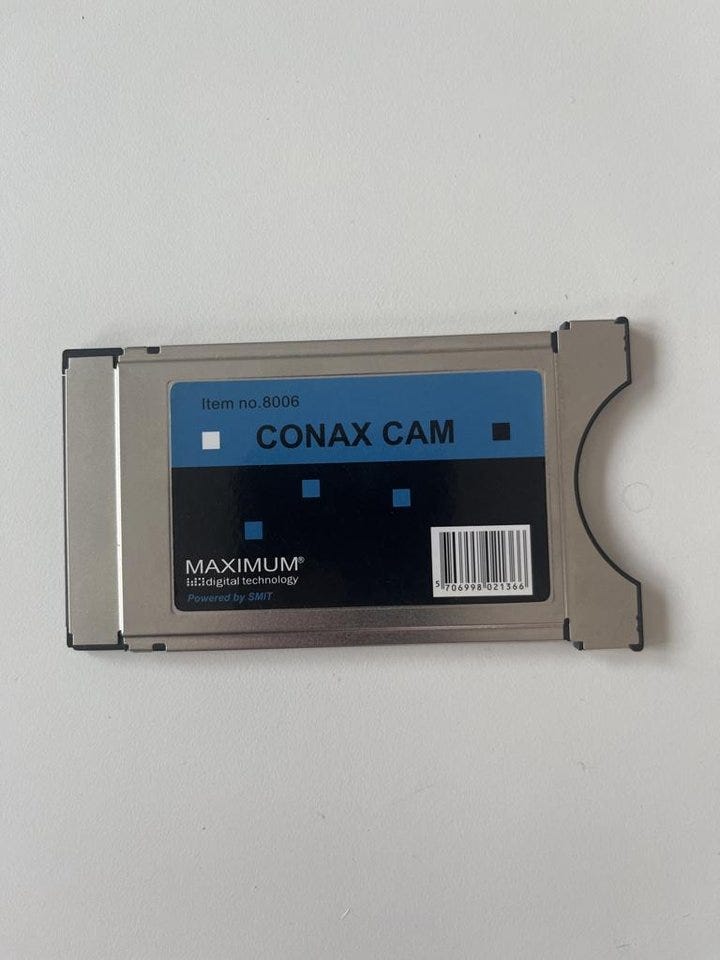 Item no.8006
CONAX CAM
MAXIMUM®
digital technology
Powered by SMIT
5 706998 021366